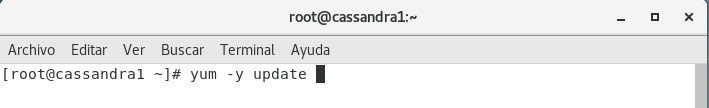 root@cassandra1:~
Archivo Editar Ver Buscar Terminal Ayuda
[root@cassandra1 ~]# yum -y update